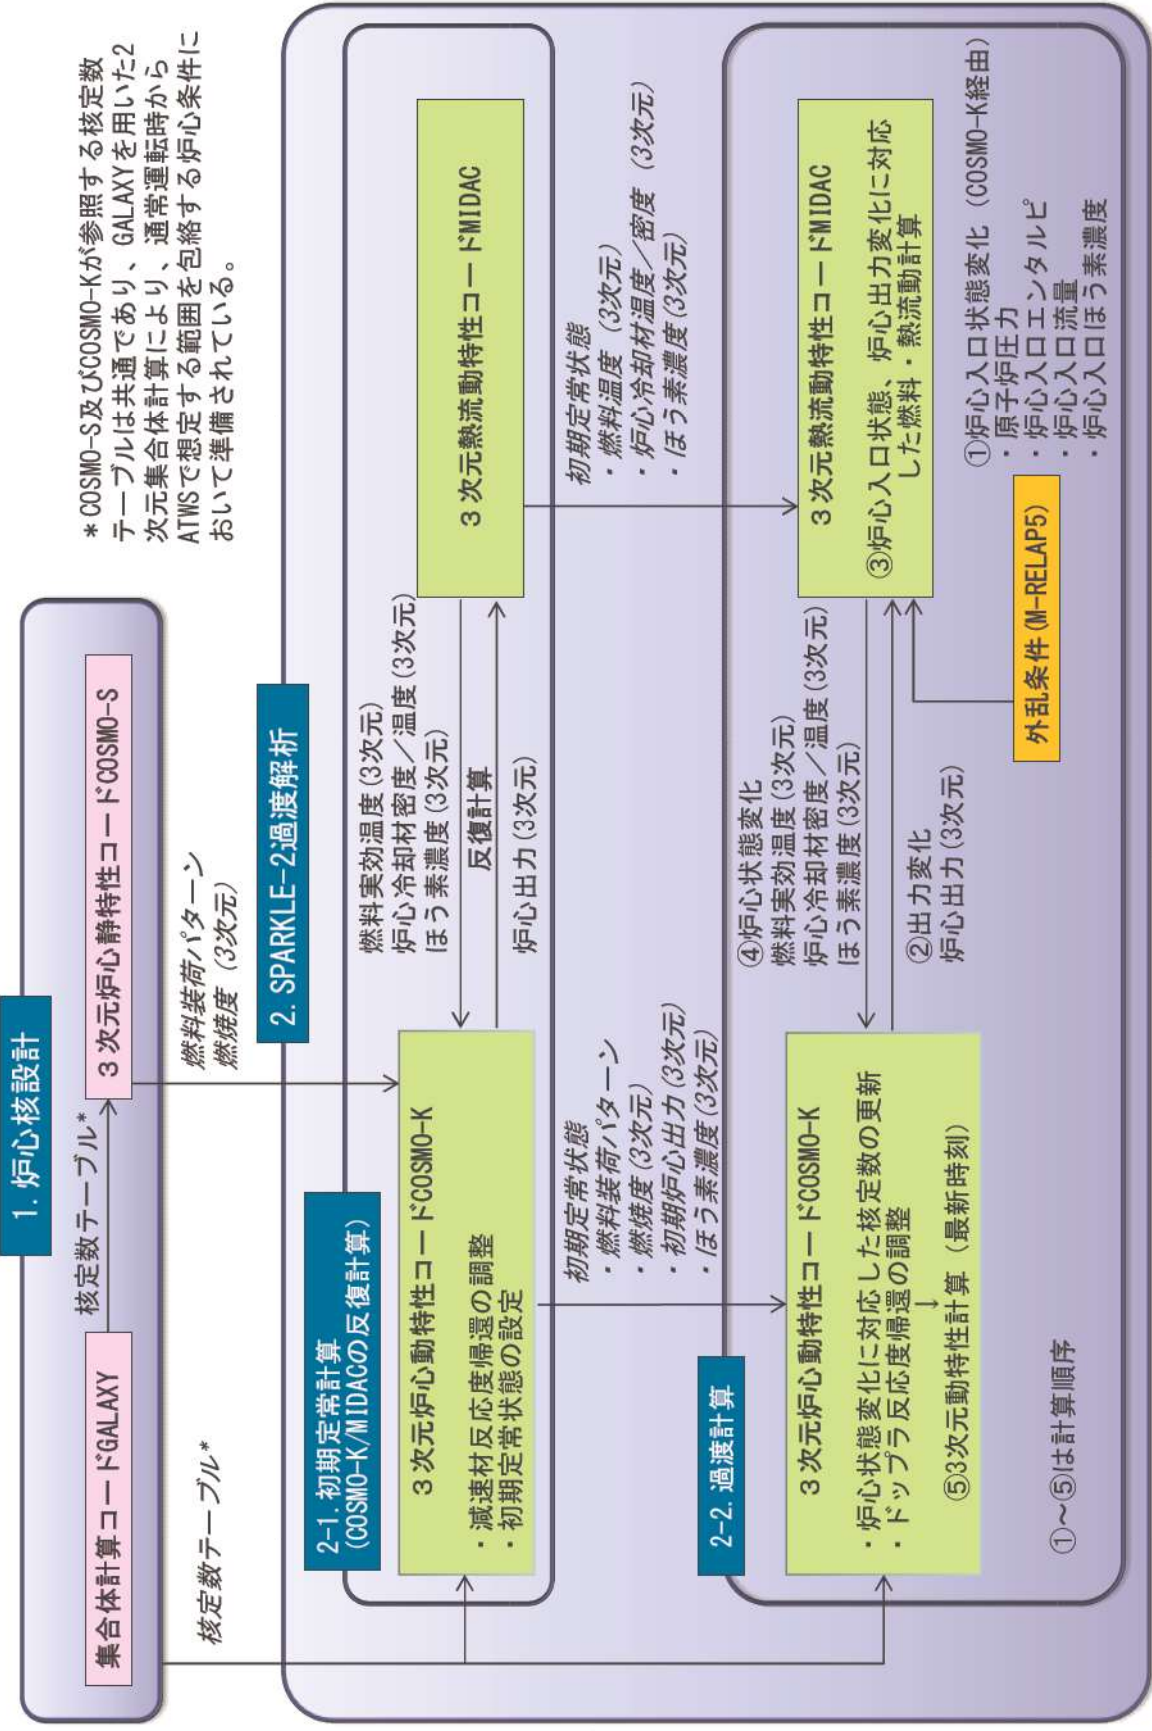 1. 炉心核設計
集合体計算コードGALAXY
核定数テーブル*
3次元炉心静特性コードCOSMO-S
*COSMO-S及びCOSMO-Kが参照する核定数
テーブルは共通であり、GALAXYを用いた2
次元集合体計算により、通常運転時から
ATWSで想定する範囲を包絡する炉心条件に
おいて準備されている。
核定数テーブル*
燃料装荷パターン
燃焼度（3次元）
2. SPARKLE-2過渡解析
2-1. 初期定常計算
(COSMO-K/MIDACの反復計算)
3次元炉心動特性コードCOSMO-K
・減速材反応度帰還の調整
・初期定常状態の設定
燃料実効温度(3次元)
炉心冷却材密度／温度(3次元)
ほう素濃度(3次元)
反復計算
炉心出力(3次元)
3次元熱流動特性コードMIDAC
初期定常状態
・燃料装荷パターン
・燃焼度(3次元)
・初期炉心出力(3次元)
・ほう素濃度(3次元)
初期定常状態
・燃料温度（3次元）
・炉心冷却材温度／密度（3次元）
・ほう素濃度(3次元)
2-2. 過渡計算
3次元炉心動特性コードCOSMO-K
・炉心状態変化に対応した核定数の更新
・ドップラ反応度帰還の調整
↓
⑤3次元動特性計算（最新時刻）
④炉心状態変化
燃料実効温度(3次元)
炉心冷却材密度／温度(3次元)
ほう素濃度(3次元)
②出力変化
炉心出力(3次元)
3次元熱流動特性コードMIDAC
③炉心入口状態、炉心出力変化に対応
した燃料・熱流動計算
外乱条件(M-RELAP5)
①炉心入口状態変化（COSMO-K経由）
・原子炉圧力
・炉心入口エンタルピ
・炉心入口流量
・炉心入口ほう素濃度
①～⑤は計算順序